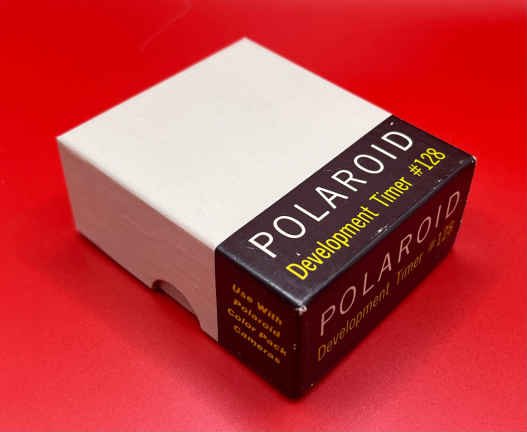 POLAROID
Development Timer #128
POLAROID
Development Timer #128
Use With
Polaroid
Color Pack
Cameras